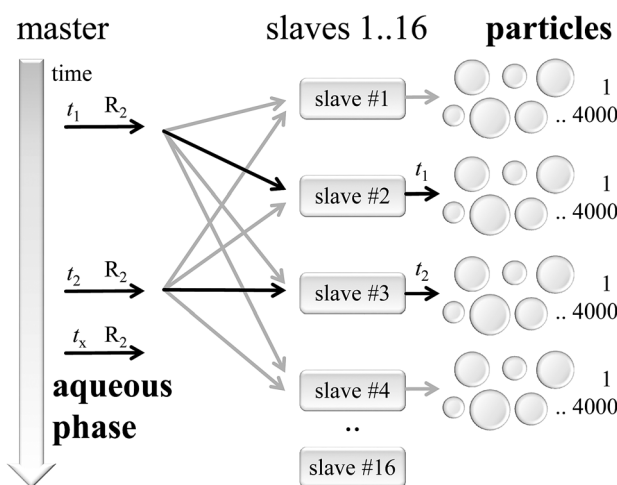 master
slaves 1..16
particles
time
t1 R2
slave #1
1
.. 4000
t1
slave #2
1
.. 4000
t2 R2
t2
slave #3
1
.. 4000
tx R2
aqueous
phase
slave #4
1
.. 4000
..
slave #16